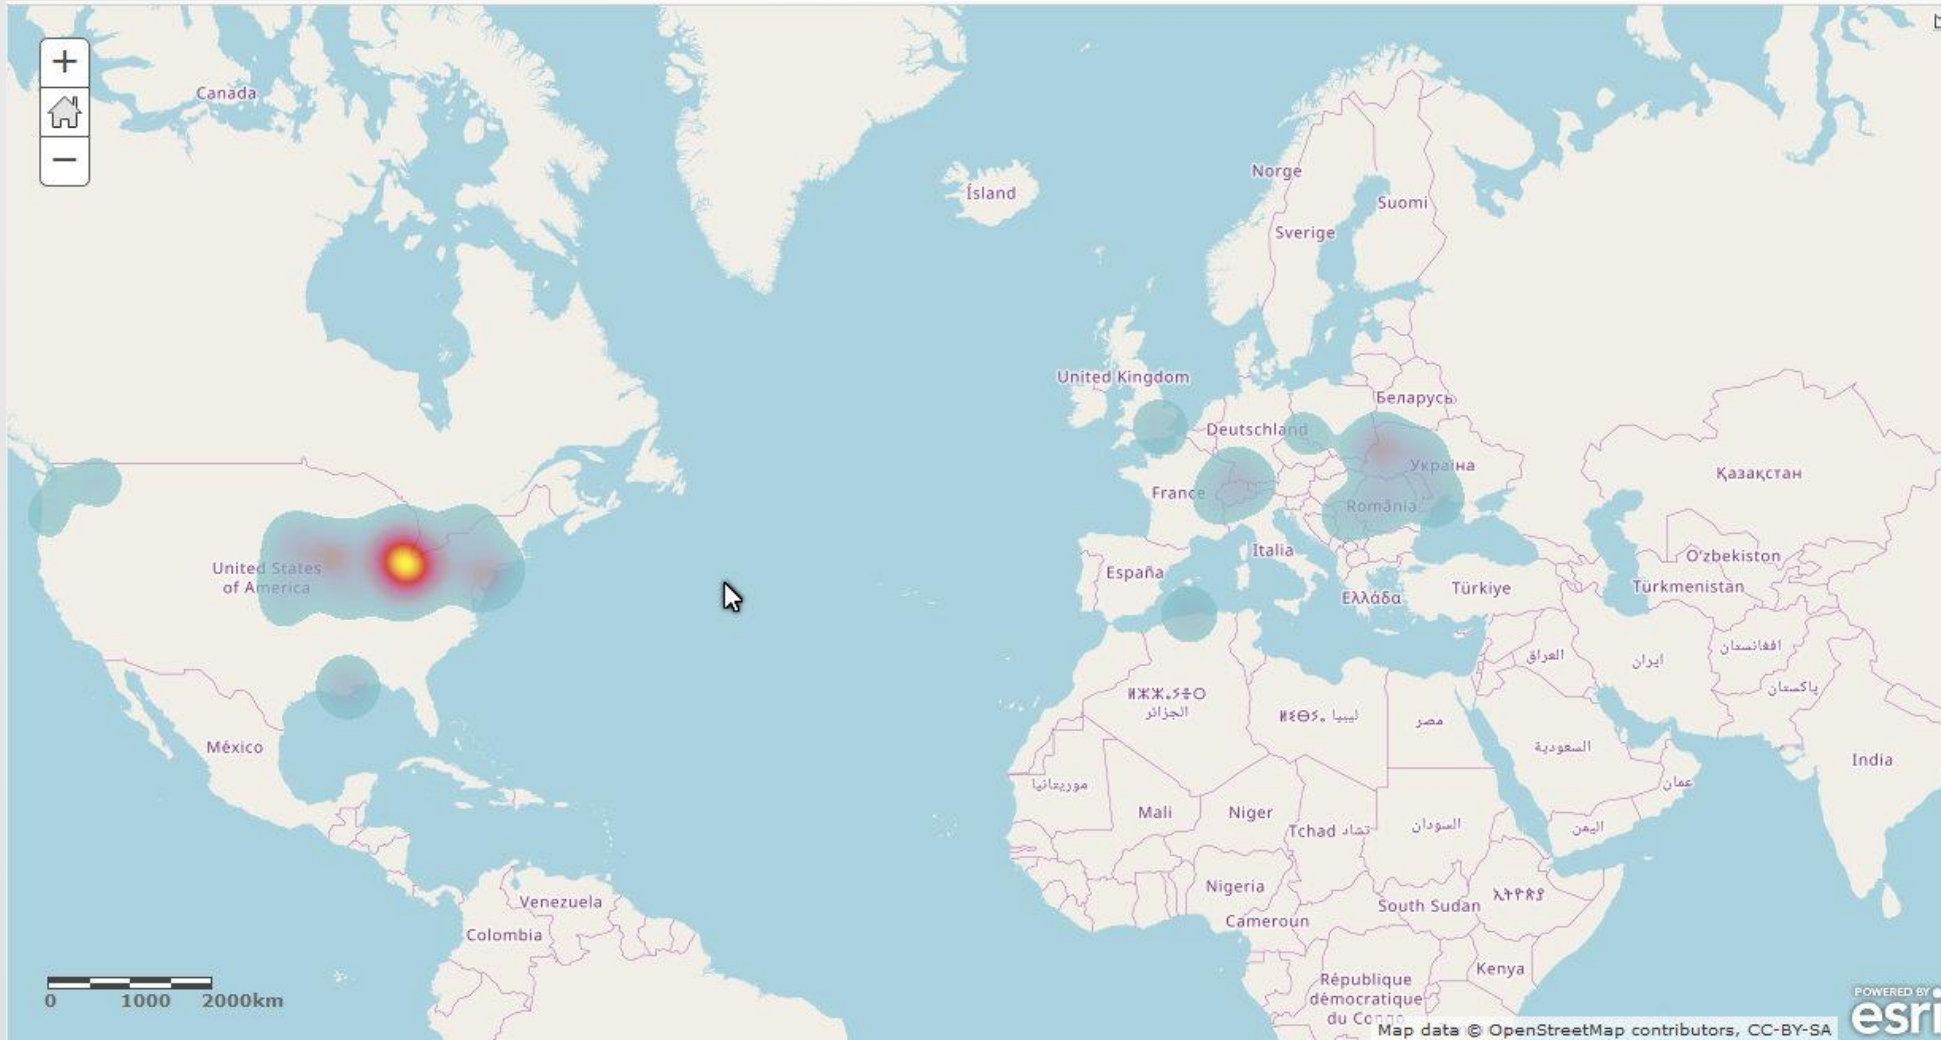 +
−
Canada
Ísland
Norge
Suomi
Sverige
United Kingdom
Беларусь
Deutschland
Україна
France
România
Қазақстан
United States
of America
Italia
España
Ελλάδα
Türkiye
O‘zbekiston
Türkmenistan
افغانستان
العراق
ایران
پاکستان
ⵍⵣⵣⴰⵢⴻⵔ
الجزائر
ⵍⵉⴱⵢⴰ ليبيا
مصر
السعودية
México
India
موريتانيا
عمان
Mali
Niger
Tchad تشاد
السودان
اليمن
Nigeria
ኢትዮጵያ
Venezuela
South Sudan
Cameroun
Colombia
Kenya
République
démocratique
du Congo
0 1000 2000km
POWERED BY
esri
Map data © OpenStreetMap contributors, CC-BY-SA